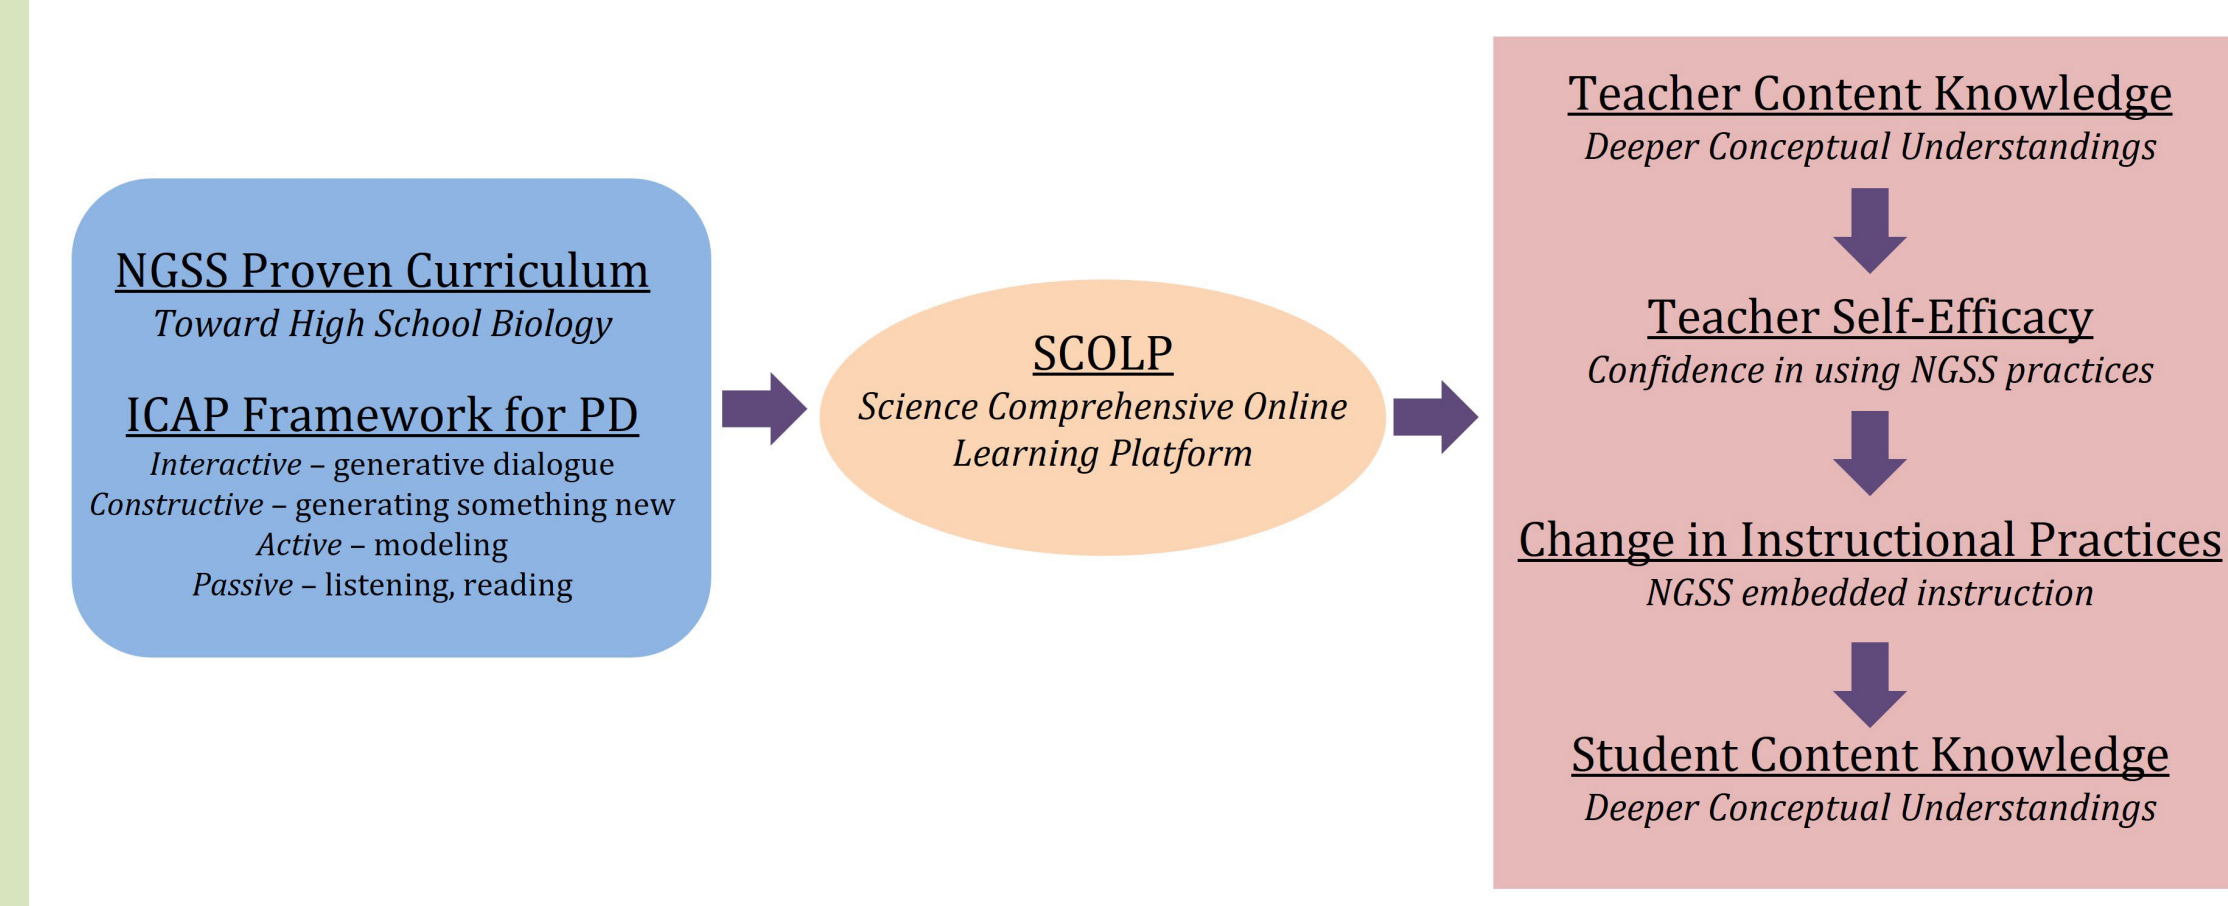 NGSS Proven Curriculum
Toward High School Biology
ICAP Framework for PD
Interactive – generative dialogue
Constructive – generating something new
Active – modeling
Passive – listening, reading
SCOLP
Science Comprehensive Online
Learning Platform
Teacher Content Knowledge
Deeper Conceptual Understandings
Teacher Self-Efficacy
Confidence in using NGSS practices
Change in Instructional Practices
NGSS embedded instruction
Student Content Knowledge
Deeper Conceptual Understandings